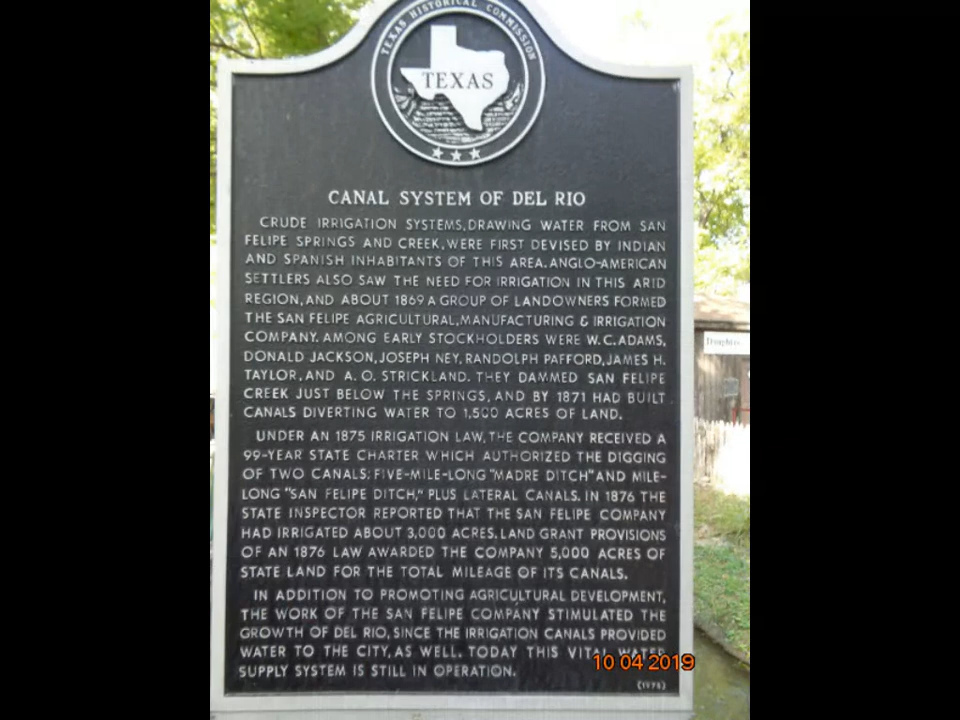 TEXAS HISTORICAL COMMISSION
TEXAS
CANAL SYSTEM OF DEL RIO
CRUDE IRRIGATION SYSTEMS, DRAWING WATER FROM SAN
FELIPE SPRINGS AND CREEK, WERE FIRST DEVISED BY INDIAN
AND SPANISH INHABITANTS OF THIS AREA. ANGLO-AMERICAN
SETTLERS ALSO SAW THE NEED FOR IRRIGATION IN THIS ARID
REGION, AND ABOUT 1869 A GROUP OF LANDOWNERS FORMED
THE SAN FELIPE AGRICULTURAL, MANUFACTURING & IRRIGATION
COMPANY. AMONG EARLY STOCKHOLDERS WERE W. C. ADAMS,
DONALD JACKSON, JOSEPH NEY, RANDOLPH PAFFORD, JAMES H.
TAYLOR, AND A. O. STRICKLAND. THEY DAMMED SAN FELIPE
CREEK JUST BELOW THE SPRINGS, AND BY 1871 HAD BUILT
CANALS DIVERTING WATER TO 1,500 ACRES OF LAND.
UNDER AN 1875 IRRIGATION LAW, THE COMPANY RECEIVED A
99-YEAR STATE CHARTER WHICH AUTHORIZED THE DIGGING
OF TWO CANALS: FIVE-MILE-LONG "MADRE DITCH" AND MILE-
LONG "SAN FELIPE DITCH," PLUS LATERAL CANALS. IN 1876 THE
STATE INSPECTOR REPORTED THAT THE SAN FELIPE COMPANY
HAD IRRIGATED ABOUT 3,000 ACRES. LAND GRANT PROVISIONS
OF AN 1876 LAW AWARDED THE COMPANY 5,000 ACRES OF
STATE LAND FOR THE TOTAL MILEAGE OF ITS CANALS.
IN ADDITION TO PROMOTING AGRICULTURAL DEVELOPMENT,
THE WORK OF THE SAN FELIPE COMPANY STIMULATED THE
GROWTH OF DEL RIO, SINCE THE IRRIGATION CANALS PROVIDED
WATER TO THE CITY, AS WELL. TODAY THIS VITAL WATER
SUPPLY SYSTEM IS STILL IN OPERATION.
10 04 2019